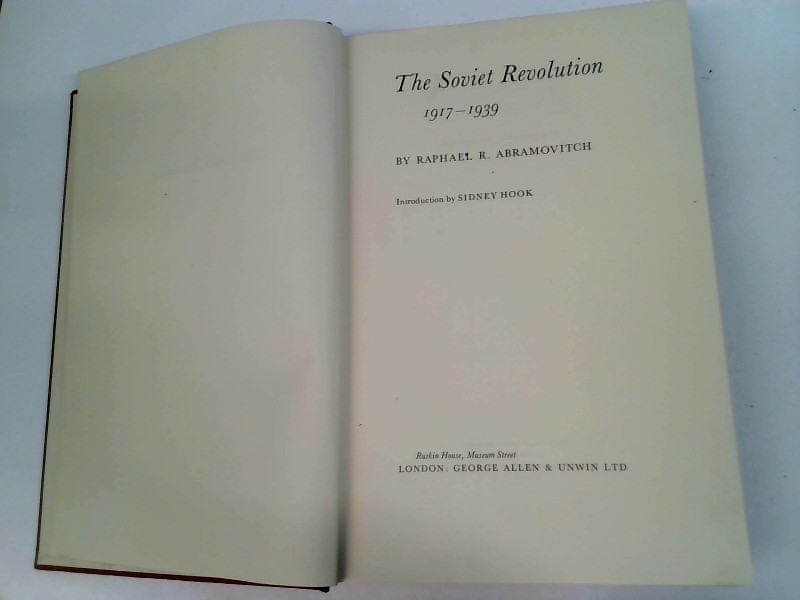 The Soviet Revolution
1917–1939
BY RAPHAEL R. ABRAMOVITCH
Introduction by SIDNEY HOOK
Ruskin House, Museum Street
LONDON: GEORGE ALLEN & UNWIN LTD